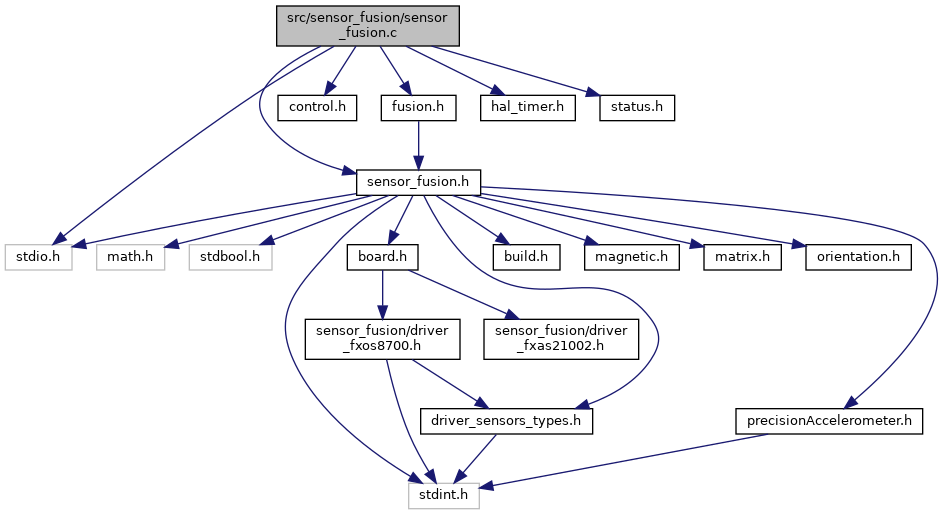 src/sensor_fusion/sensor
_fusion.c
control.h
fusion.h
hal_timer.h
status.h
sensor_fusion.h
stdio.h
math.h
stdbool.h
board.h
build.h
magnetic.h
matrix.h
orientation.h
sensor_fusion/driver
_fxos8700.h
sensor_fusion/driver
_fxas21002.h
driver_sensors_types.h
precisionAccelerometer.h
stdint.h